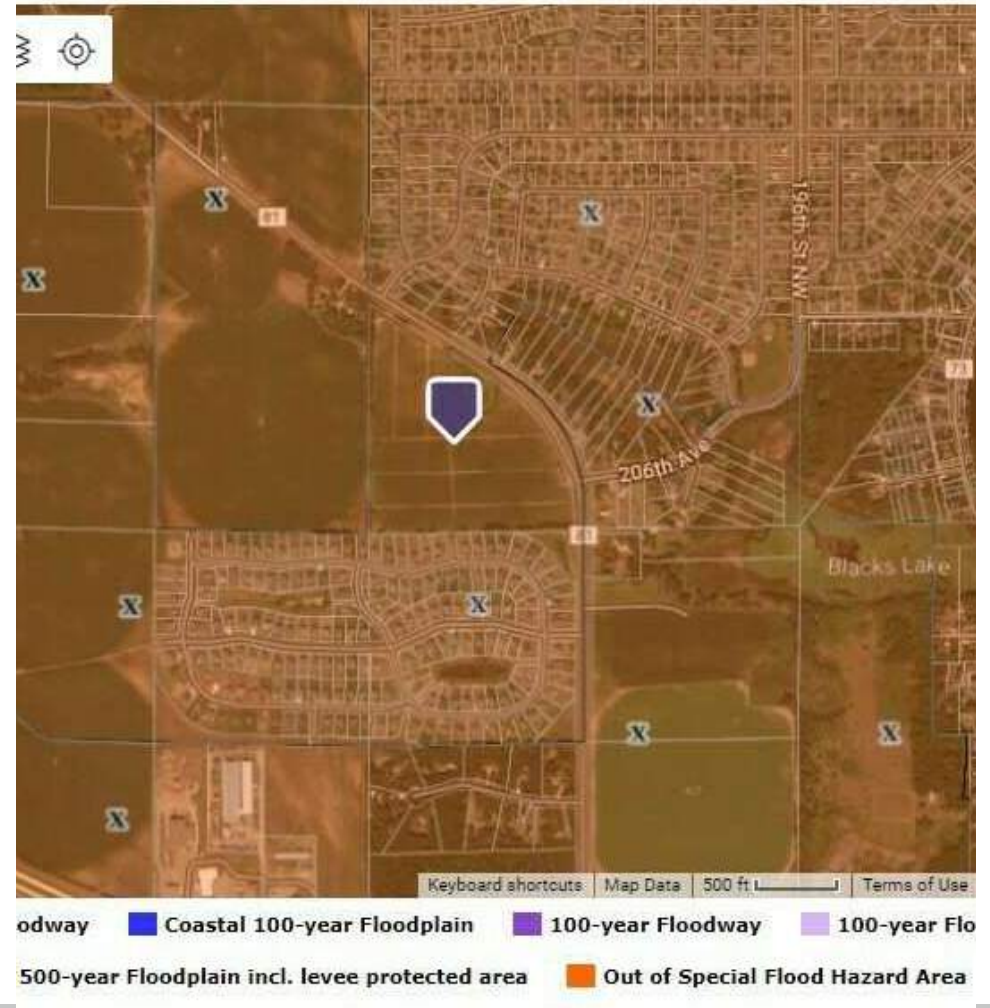 X
196th St NW
81
X
X
73
X
206th Ave
81
Blacks Lake
X
X
X
X
X
Keyboard shortcuts Map Data 500 ft Terms of Use
odway Coastal 100-year Floodplain 100-year Floodway 100-year Flo
500-year Floodplain incl. levee protected area Out of Special Flood Hazard Area